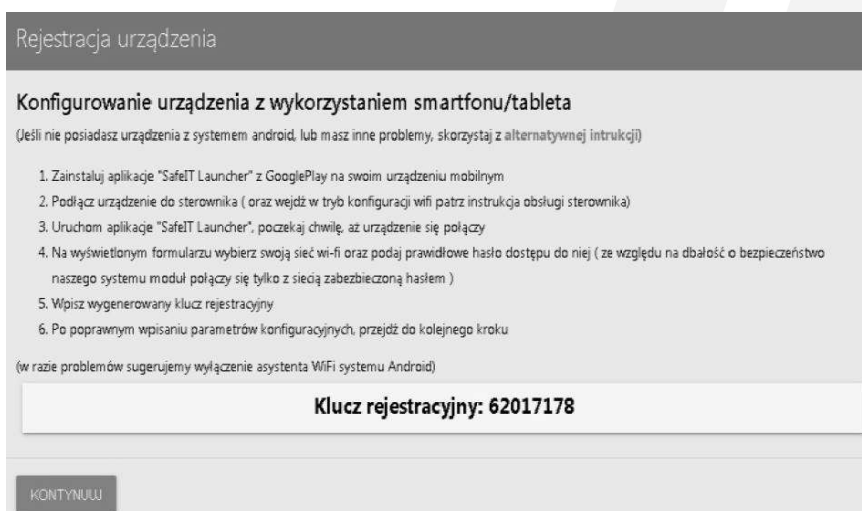 Rejestracja urządzenia
Konfigurowanie urządzenia z wykorzystaniem smartfonu/tableta
(Jeśli nie posiadasz urządzenia z systemem android, lub masz inne problemy, skorzystaj z alternatywnej intrukcji)
1. Zainstaluj aplikacje "SafeIT Launcher" z GooglePlay na swoim urządzeniu mobilnym
2. Podłącz urządzenie do sterownika ( oraz wejdź w tryb konfiguracji wifi patrz instrukcja obsługi sterownika)
3. Uruchom aplikacje "SafeIT Launcher", poczekaj chwilę, aż urządzenie się połączy
4. Na wyświetlonym formularzu wybierz swoją sieć wi-fi oraz podaj prawidłowe hasło dostępu do niej ( ze względu na dbałość o bezpieczeństwo
naszego systemu moduł połączy się tylko z siecią zabezbieczoną hasłem )
5. Wpisz wygenerowany klucz rejestracyjny
6. Po poprawnym wpisaniu parametrów konfiguracyjnych, przejdź do kolejnego kroku
(w razie problemów sugerujemy wyłączenie asystenta WiFi systemu Android)
Klucz rejestracyjny: 62017178
KONTYNUUJ